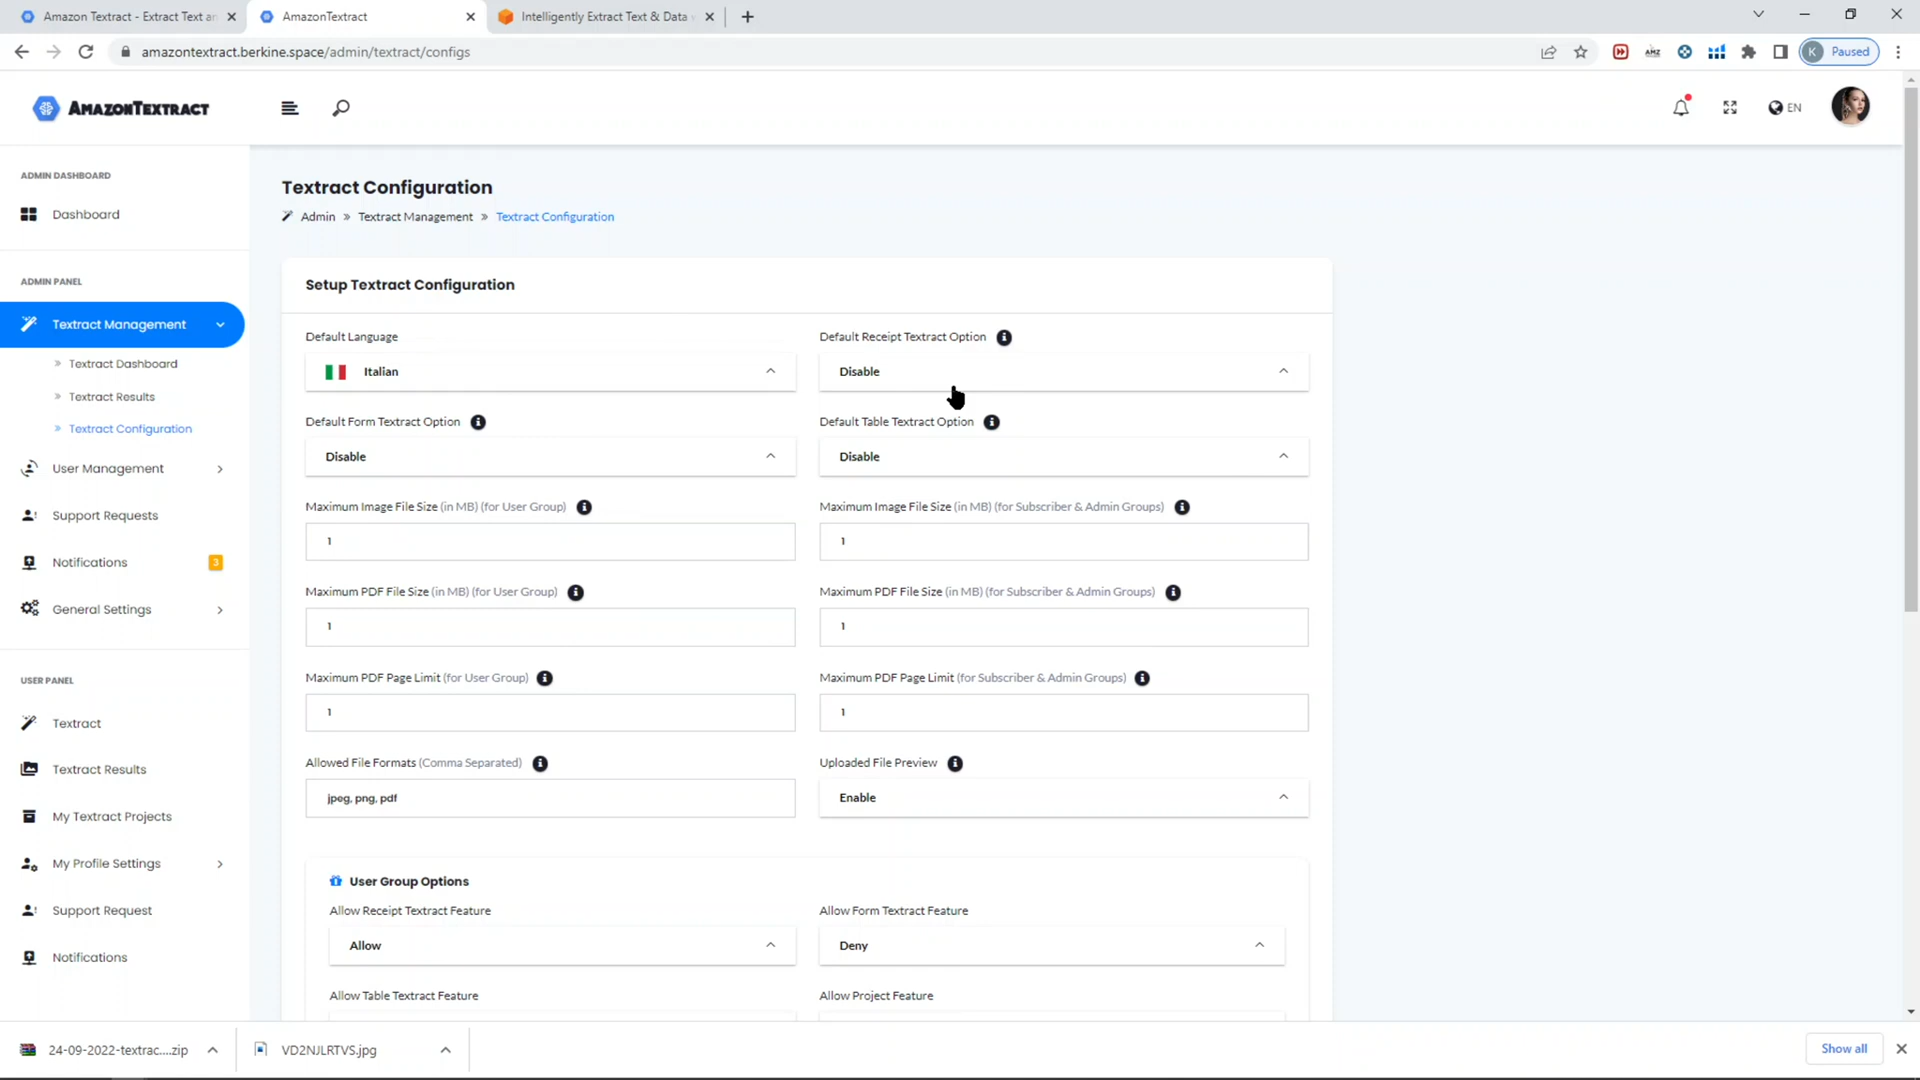 Amazon Textract - Extract Text an
AmazonTextract
Intelligently Extract Text & Data
amazontextract.berkine.space/admin/textract/configs
AMZ
K Paused
AMAZONTEXTRACT
EN
ADMIN DASHBOARD
Dashboard
ADMIN PANEL
Textract Management
» Textract Dashboard
» Textract Results
» Textract Configuration
User Management
Support Requests
Notifications 3
General Settings
USER PANEL
Textract
Textract Results
My Textract Projects
My Profile Settings
Support Request
Notifications
Textract Configuration
Admin » Textract Management » Textract Configuration
Setup Textract Configuration
Default Language
Italian
Default Receipt Textract Option
Disable
Default Form Textract Option
Disable
Default Table Textract Option
Disable
Maximum Image File Size (in MB) (for User Group)
1
Maximum Image File Size (in MB) (for Subscriber & Admin Groups)
1
Maximum PDF File Size (in MB) (for User Group)
1
Maximum PDF File Size (in MB) (for Subscriber & Admin Groups)
1
Maximum PDF Page Limit (for User Group)
1
Maximum PDF Page Limit (for Subscriber & Admin Groups)
1
Allowed File Formats (Comma Separated)
jpeg, png, pdf
Uploaded File Preview
Enable
User Group Options
Allow Receipt Textract Feature
Allow
Allow Form Textract Feature
Deny
Allow Table Textract Feature
Allow Project Feature
24-09-2022-textrac....zip
VD2NJLRTVS.jpg
Show all